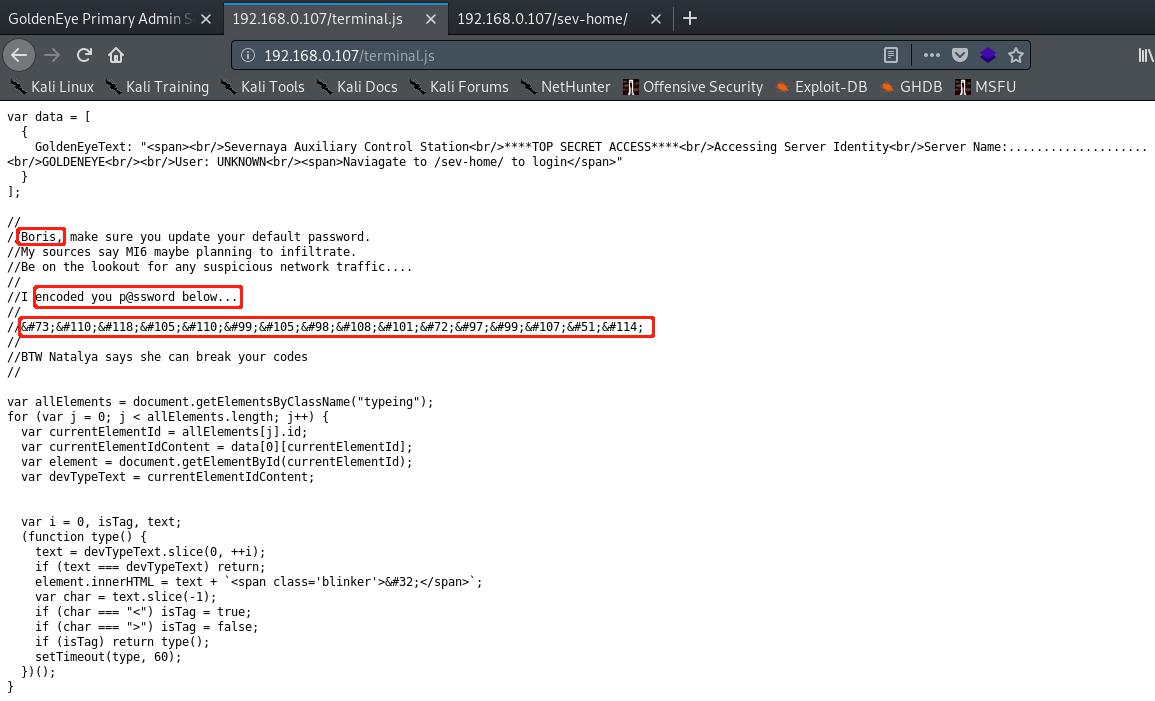 GoldenEye Primary Admin S
192.168.0.107/terminal.js
192.168.0.107/sev-home/
192.168.0.107/terminal.js
Kali Linux Kali Training Kali Tools Kali Docs Kali Forums NetHunter Offensive Security Exploit-DB GHDB MSFU
var data = [
  {
    GoldenEyeText: "<span><br/>Severnaya Auxiliary Control Station<br/>****TOP SECRET ACCESS****<br/>Accessing Server Identity<br/>Server Name:....................
<br/>GOLDENEYE<br/><br/>User: UNKNOWN<br/><span>Naviagate to /sev-home/ to login</span>"
  }
];

//
//Boris, make sure you update your default password.
//My sources say MI6 maybe planning to infiltrate.
//Be on the lookout for any suspicious network traffic....
//
//I encoded you p@ssword below...
//
//&#73;&#110;&#118;&#105;&#110;&#99;&#105;&#98;&#108;&#101;&#72;&#97;&#99;&#107;&#51;&#114;
//
//BTW Natalya says she can break your codes
//

var allElements = document.getElementsByClassName("typeing");
for (var j = 0; j < allElements.length; j++) {
  var currentElementId = allElements[j].id;
  var currentElementIdContent = data[0][currentElementId];
  var element = document.getElementById(currentElementId);
  var devTypeText = currentElementIdContent;

  var i = 0, isTag, text;
  (function type() {
    text = devTypeText.slice(0, ++i);
    if (text === devTypeText) return;
    element.innerHTML = text + `<span class='blinker'>&#32;</span>`;
    var char = text.slice(-1);
    if (char === "<") isTag = true;
    if (char === ">") isTag = false;
    if (isTag) return type();
    setTimeout(type, 60);
  })();
}